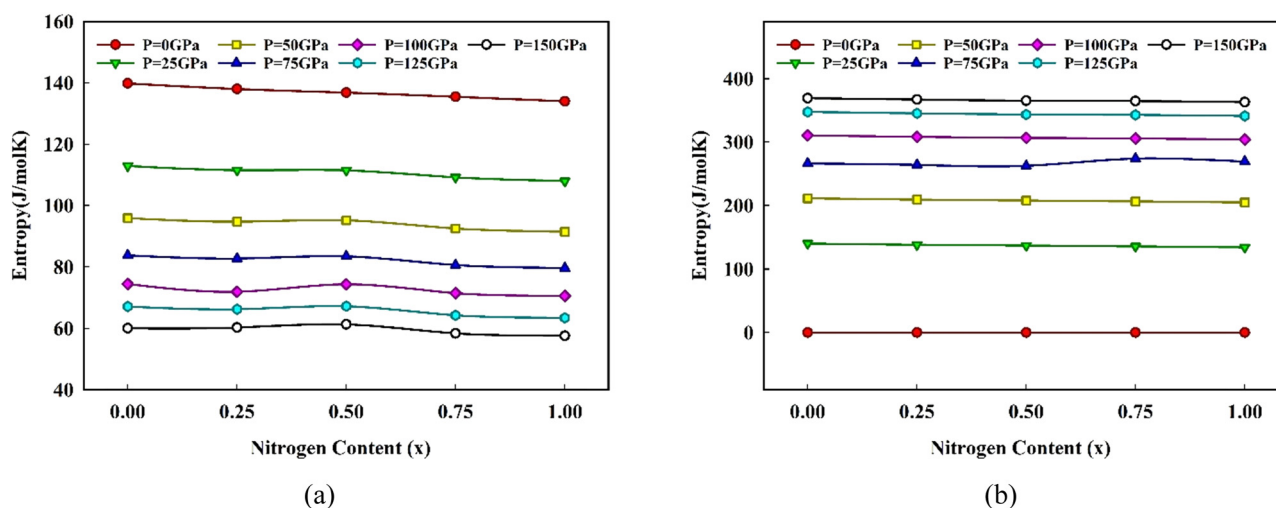 160
140
120
100
80
60
40
Entropy(J/molK)
P=0GPa P=50GPa P=100GPa P=150GPa
P=25GPa P=75GPa P=125GPa
0.00 0.25 0.50 0.75 1.00
Nitrogen Content (x)
(a)
400
300
200
100
0
Entropy(J/molK)
P=0GPa P=50GPa P=100GPa P=150GPa
P=25GPa P=75GPa P=125GPa
0.00 0.25 0.50 0.75 1.00
Nitrogen Content (x)
(b)